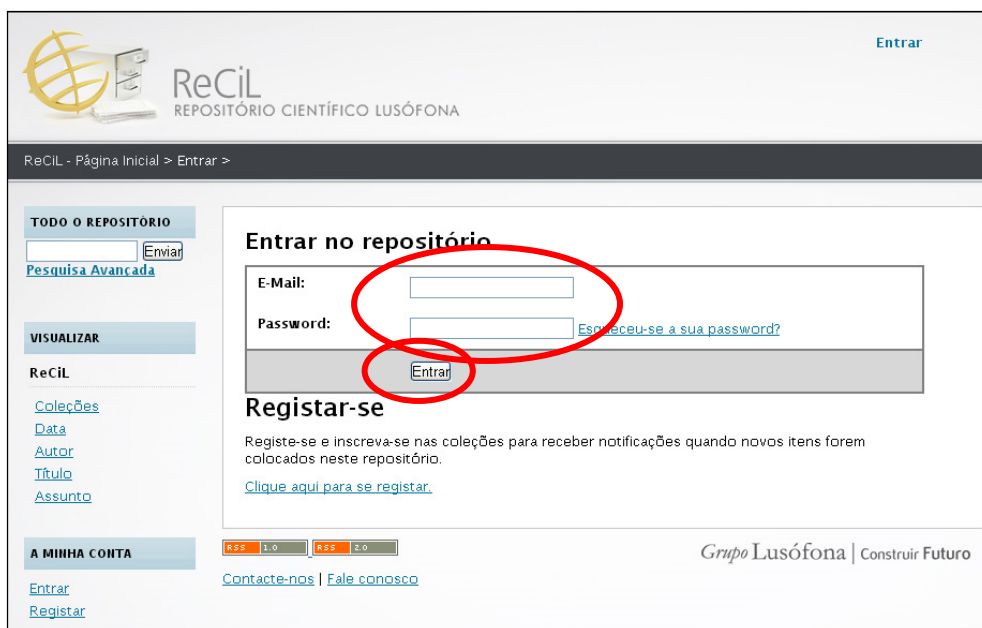 Entrar
ReCiL
REPOSITÓRIO CIENTÍFICO LUSÓFONA
ReCiL - Página Inicial > Entrar >
TODO O REPOSITÓRIO
Enviar
Pesquisa Avançada
VISUALIZAR
ReCiL
Coleções
Data
Autor
Título
Assunto
A MINHA CONTA
Entrar
Registar
Entrar no repositório
E-Mail:
Password:
Esqueceu-se a sua password?
Entrar
Registar-se
Registe-se e inscreva-se nas coleções para receber notificações quando novos itens forem
colocados neste repositório.
Clique aqui para se registar.
RSS 1.0 RSS 2.0
Contacte-nos | Fale conosco
Grupo Lusófona | Construir Futuro